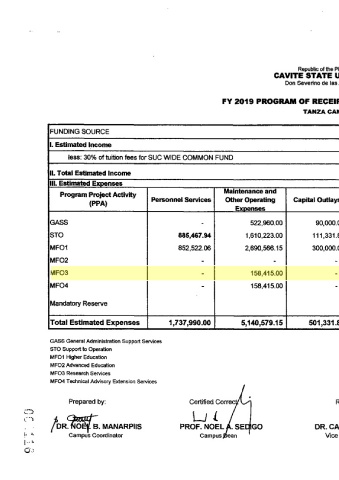 Republic of the P
CAVITE STATE U
Don Severino de las
FY 2019 PROGRAM OF RECEI
TANZA CA
FUNDING SOURCE
I. Estimated Income
less: 30% of tuition fees for SUC WIDE COMMON FUND
II. Total Estimated Income
III. Estimated Expenses
Program Project Activity (PPA) Personnel Services Maintenance and Other Operating Expenses Capital Outlays
GASS - 522,960.00 90,000.0
STO 885,467.94 1,610,223.00 111,331.8
MFO1 852,522.06 2,690,566.15 300,000.0
MFO2 - - -
MFO3 - 158,415.00 -
MFO4 - 158,415.00 -
Mandatory Reserve
Total Estimated Expenses 1,737,990.00 5,140,579.15 501,331.8
GASS General Administration Support Services
STO Support to Operation
MFO1 Higher Education
MFO2 Advanced Education
MFO3 Research Services
MFO4 Technical Advisory Extension Services
Prepared by: Certified Correct: R
DR. NOEL B. MANARPIIS PROF. NOEL A. SEDIGO DR. CA
Campus Coordinator Campus Dean Vice